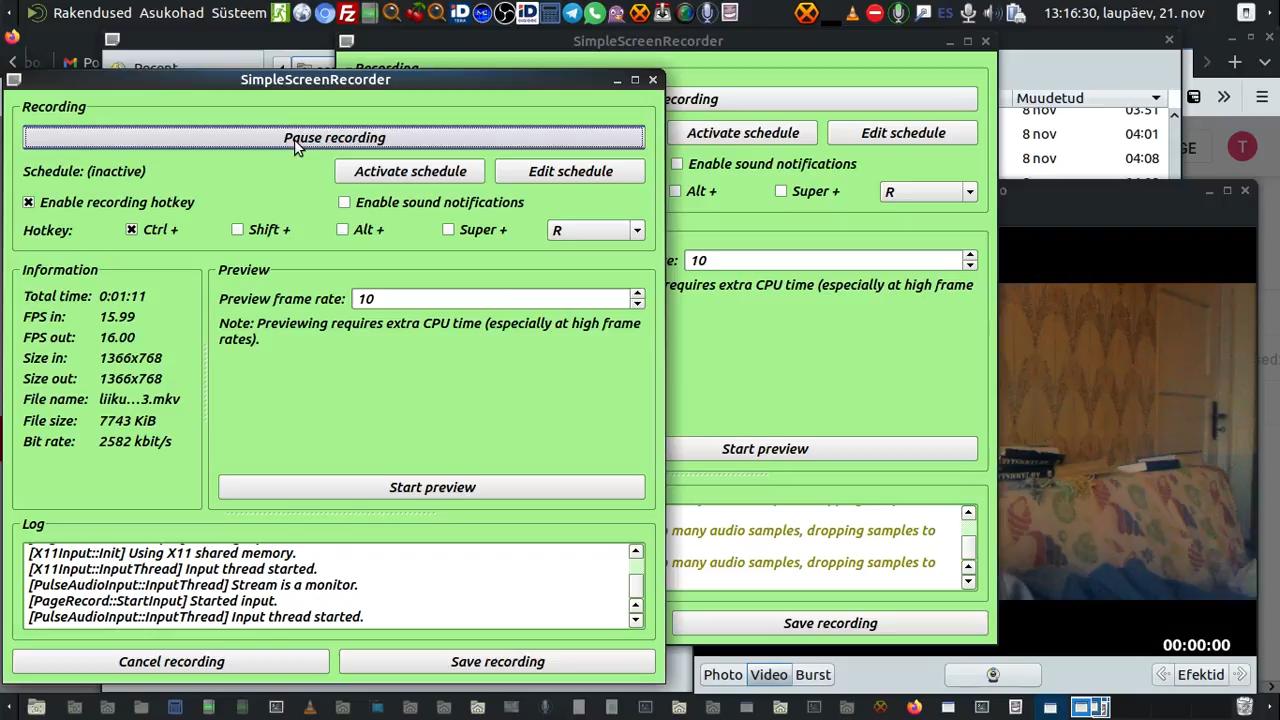 Rakendused Asukohad Süsteem
ES
13:16:30, laupäev, 21. nov
SimpleScreenRecorder
Recent
Muudetud
8 nov 03:51
8 nov 04:01
8 nov 04:08
T
ecording
Activate schedule
Edit schedule
Enable sound notifications
Alt +
Super +
R
10
requires extra CPU time (especially at high frame
Start preview
many audio samples, dropping samples to
many audio samples, dropping samples to
Save recording
SimpleScreenRecorder
Recording
Pause recording
Schedule: (inactive)
Activate schedule
Edit schedule
Enable recording hotkey
Enable sound notifications
Hotkey:
Ctrl +
Shift +
Alt +
Super +
R
Information
Total time: 0:01:11
FPS in: 15.99
FPS out: 16.00
Size in: 1366x768
Size out: 1366x768
File name: liiku...3.mkv
File size: 7743 KiB
Bit rate: 2582 kbit/s
Preview
Preview frame rate: 10
Note: Previewing requires extra CPU time (especially at high frame
rates).
Start preview
Log
[X11Input::Init] Using X11 shared memory.
[X11Input::InputThread] Input thread started.
[PulseAudioInput::InputThread] Stream is a monitor.
[PageRecord::StartInput] Started input.
[PulseAudioInput::InputThread] Input thread started.
Cancel recording
Save recording
00:00:00
Photo Video Burst
Efektid